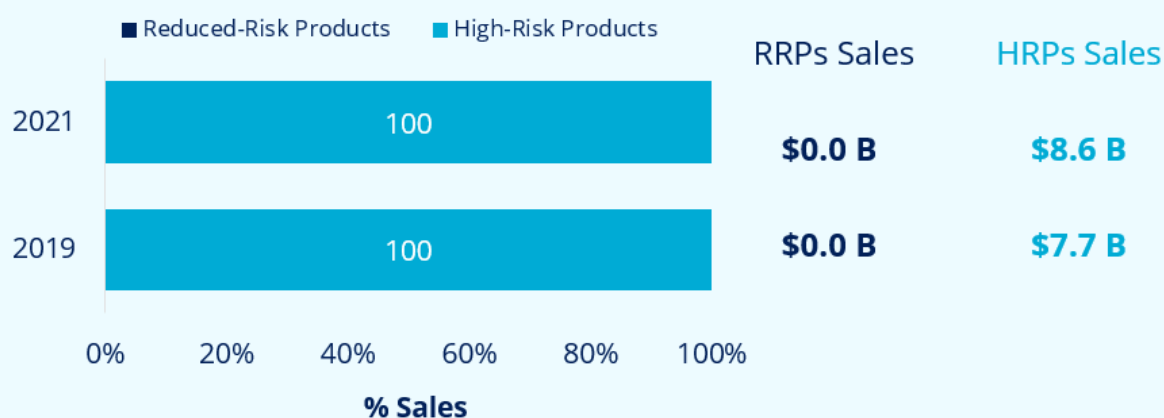 Reduced-Risk Products High-Risk Products
RRPs Sales HRPs Sales
2021 100 $0.0 B $8.6 B
2019 100 $0.0 B $7.7 B
0% 20% 40% 60% 80% 100%
% Sales